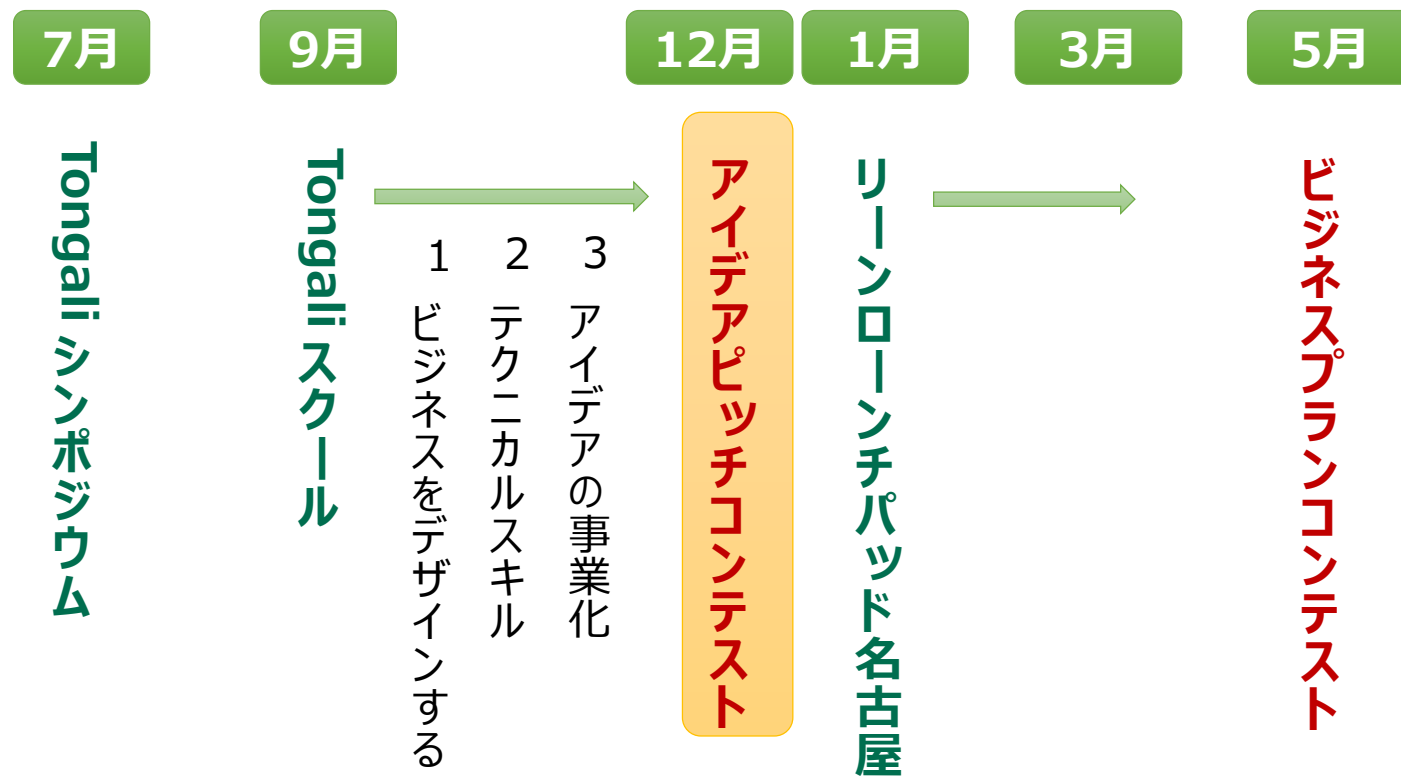 7月
9月
12月
1月
3月
5月
Tongali シンポジウム
Tongali スクール
1 ビジネスをデザインする
2 テクニカルスキル
3 アイデアの事業化
アイデアピッチコンテスト
リーンローンチパッド名古屋
ビジネスプランコンテスト